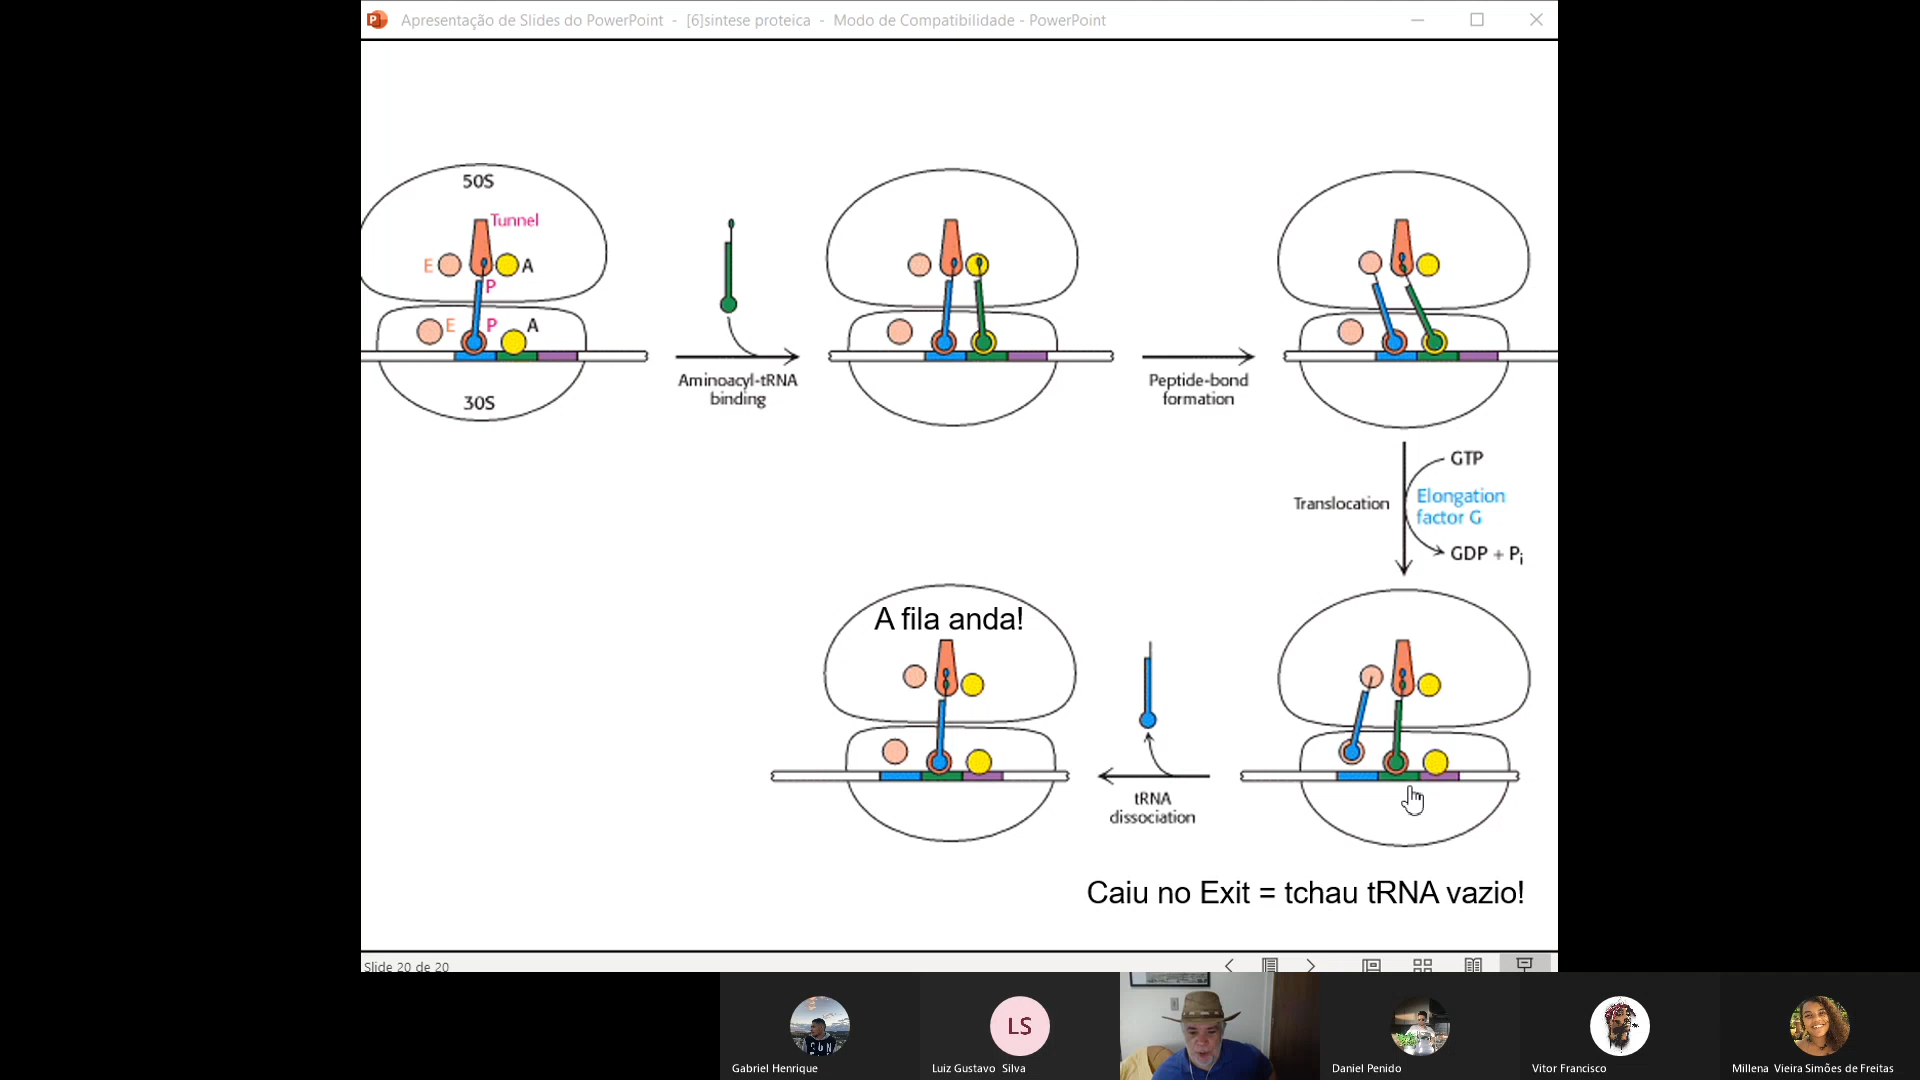 Apresentação de Slides do PowerPoint - [6]sintese proteica - Modo de Compatibilidade - PowerPoint
50S
Tunnel
E
A
P
E
P
A
30S
Aminoacyl-tRNA
binding
Peptide-bond
formation
GTP
Translocation
Elongation
factor G
GDP + Pi
A fila anda!
tRNA
dissociation
Caiu no Exit = tchau tRNA vazio!
Slide 20 de 20
LS
Gabriel Henrique
Luiz Gustavo Silva
Daniel Penido
Vitor Francisco
Millena Vieira Simões de Freitas